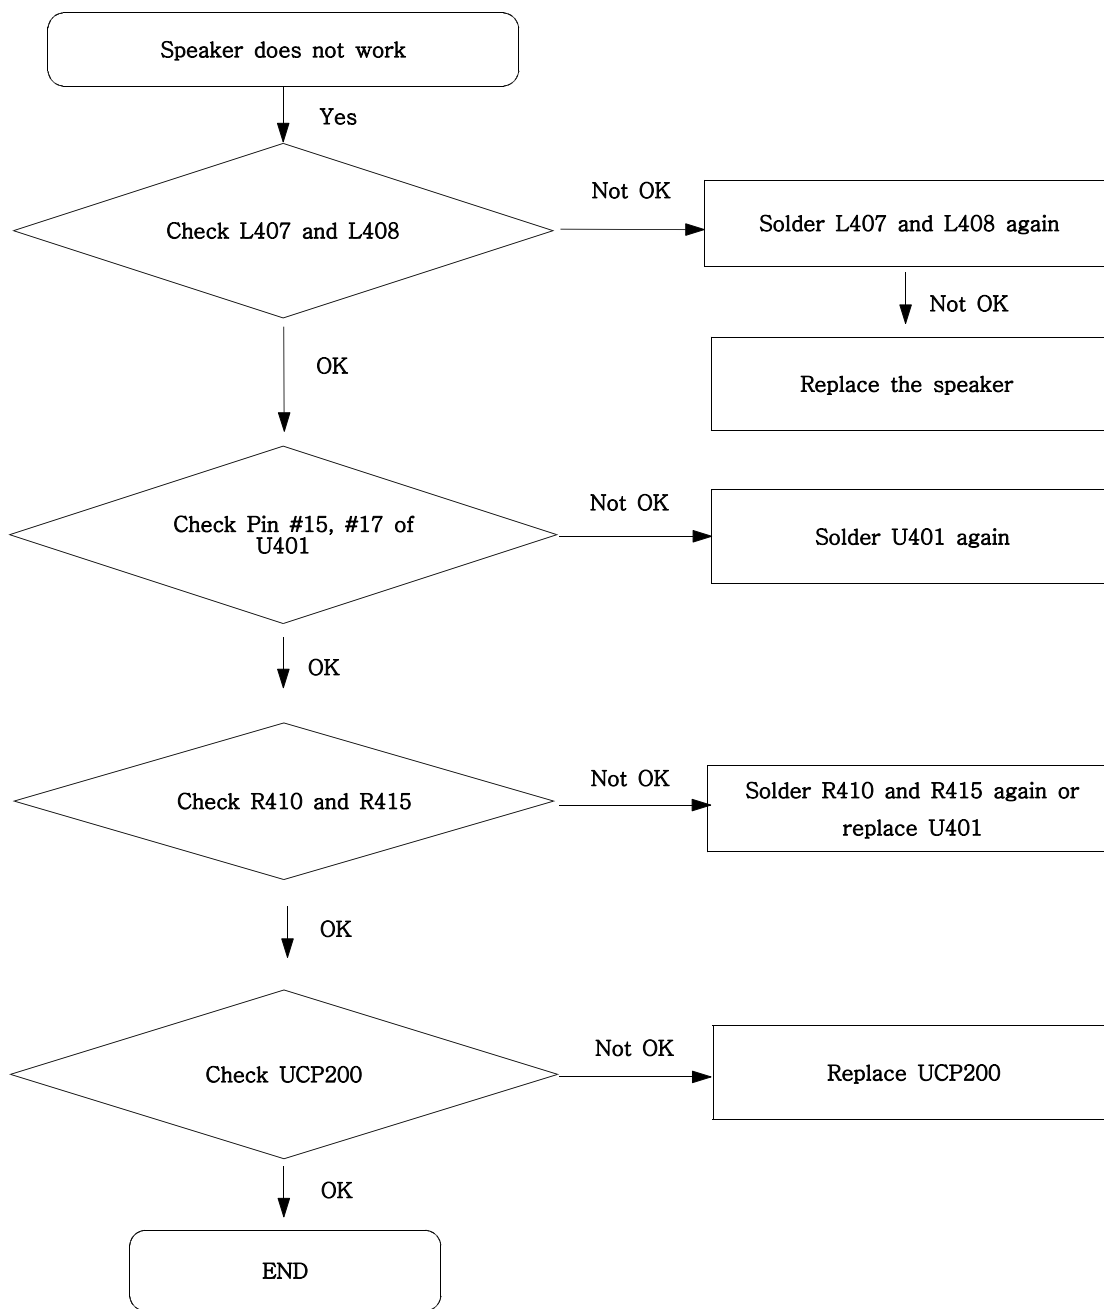 Speaker does not work
Yes
Check L407 and L408
Not OK
Solder L407 and L408 again
Not OK
Replace the speaker
OK
Check Pin #15, #17 of
U401
Not OK
Solder U401 again
OK
Check R410 and R415
Not OK
Solder R410 and R415 again or
replace U401
OK
Check UCP200
Not OK
Replace UCP200
OK
END